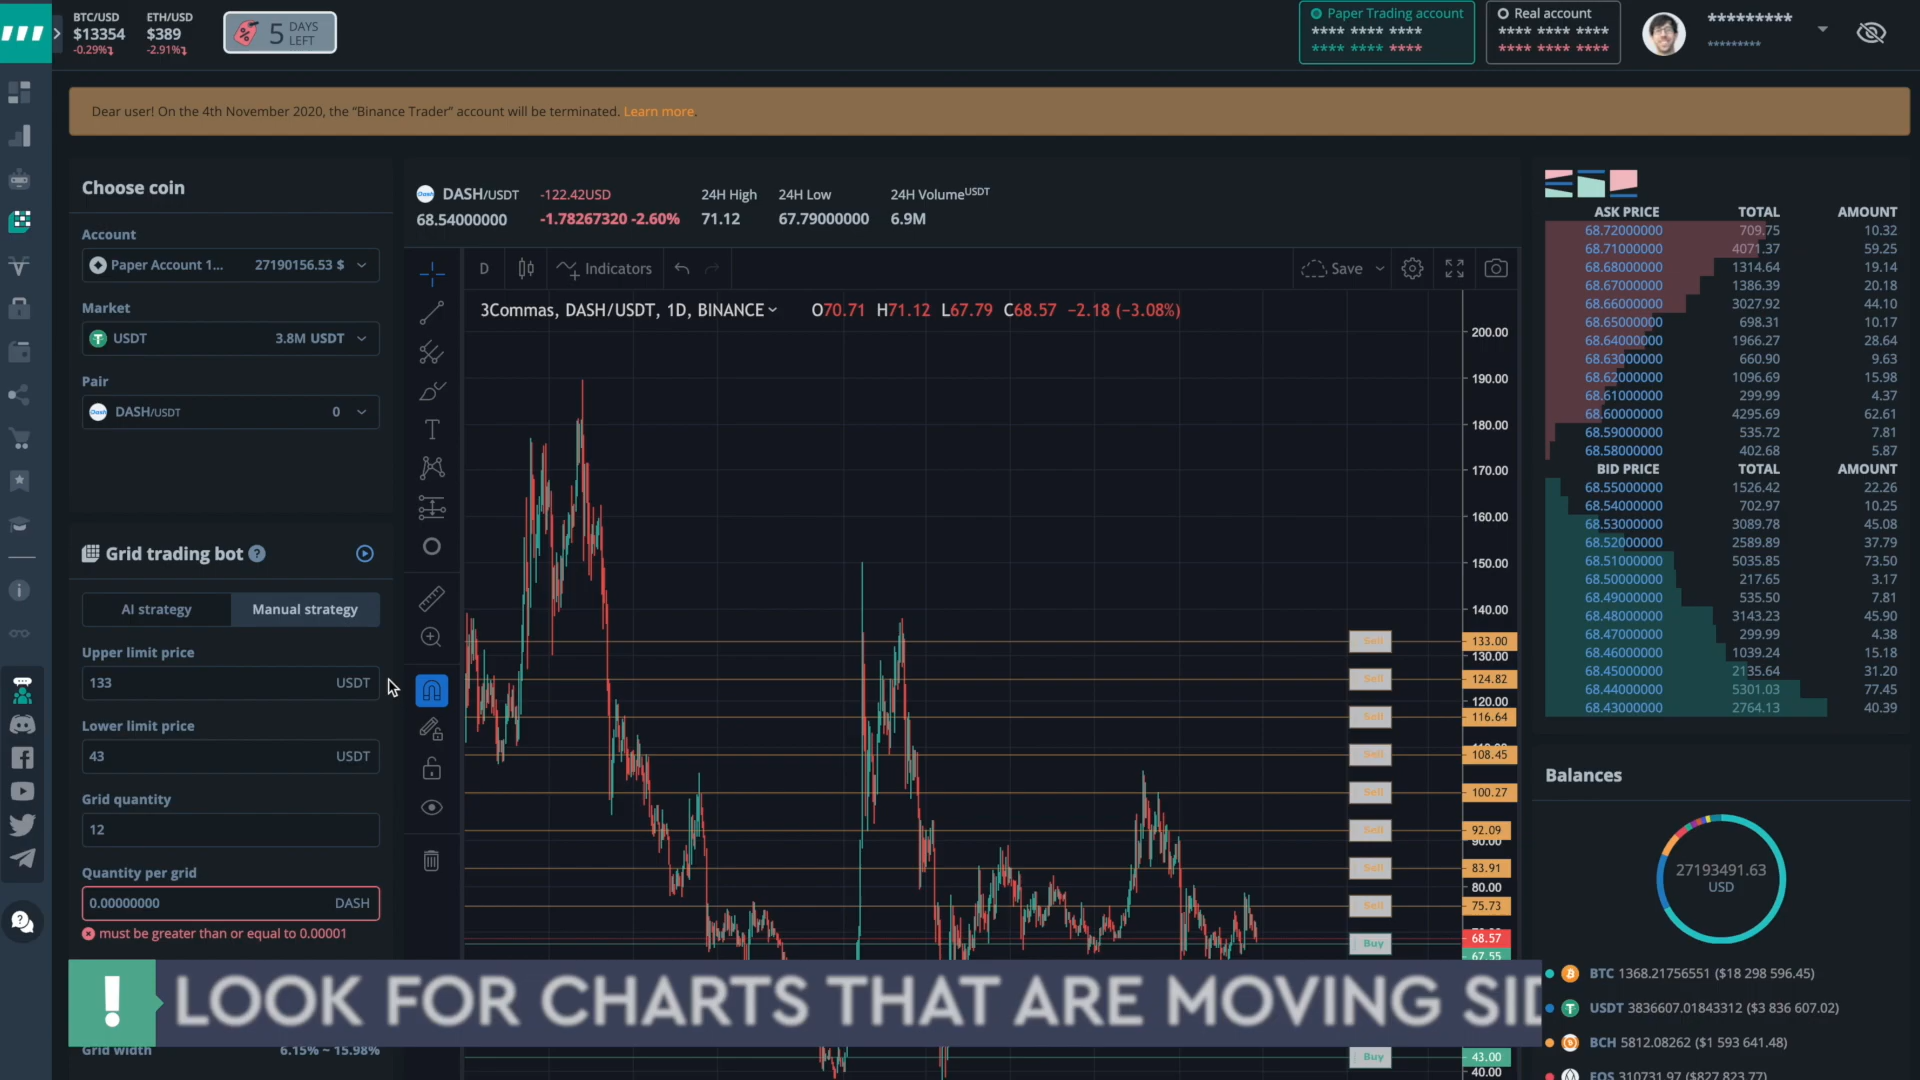 BTC/USD
$13354
-0.29%
ETH/USD
$389
-2.91%
5 DAYS LEFT
Paper Trading account
**** **** ****
**** **** ****
Real account
**** **** ****
**** **** ****
*********
*********
Dear user! On the 4th November 2020, the “Binance Trader” account will be terminated. Learn more.
Choose coin
Account
Paper Account 1... 27190156.53 $
Market
USDT 3.8M USDT
Pair
DASH/USDT 0
Grid trading bot ?
AI strategy Manual strategy
Upper limit price
133 USDT
Lower limit price
43 USDT
Grid quantity
12
Quantity per grid
0.00000000 DASH
must be greater than or equal to 0.00001
Grid width 6.15% ~ 15.98%
DASH/USDT -122.42USD 24H High 24H Low 24H Volume USDT
68.54000000 -1.78267320 -2.60% 71.12 67.79000000 6.9M
D Indicators Save
3Commas, DASH/USDT, 1D, BINANCE O70.71 H71.12 L67.79 C68.57 −2.18 (−3.08%)
200.00
190.00
180.00
170.00
160.00
150.00
140.00
Sell 133.00
130.00
Sell 124.82
120.00
Sell 116.64
Sell 108.45
Sell 100.27
Sell 92.09
90.00
Sell 83.91
80.00
Sell 75.73
68.57
Buy
67.55
Buy 43.00
40.00
! LOOK FOR CHARTS THAT ARE MOVING SID
ASK PRICE TOTAL AMOUNT
68.72000000 709.75 10.32
68.71000000 4071.37 59.25
68.68000000 1314.64 19.14
68.67000000 1386.39 20.18
68.66000000 3027.92 44.10
68.65000000 698.31 10.17
68.64000000 1966.27 28.64
68.63000000 660.90 9.63
68.62000000 1096.69 15.98
68.61000000 299.99 4.37
68.60000000 4295.69 62.61
68.59000000 535.72 7.81
68.58000000 402.68 5.87
BID PRICE TOTAL AMOUNT
68.55000000 1526.42 22.26
68.54000000 702.97 10.25
68.53000000 3089.78 45.08
68.52000000 2589.89 37.79
68.51000000 5035.85 73.50
68.50000000 217.65 3.17
68.49000000 535.50 7.81
68.48000000 3143.23 45.90
68.47000000 299.99 4.38
68.46000000 1039.24 15.18
68.45000000 2135.64 31.20
68.44000000 5301.03 77.45
68.43000000 2764.13 40.39
Balances
27193491.63
USD
BTC 1368.21756551 ($18 298 596.45)
USDT 3836607.01843312 ($3 836 607.02)
BCH 5812.08262 ($1 593 641.48)
EOS 310731.97 ($827 823.77)